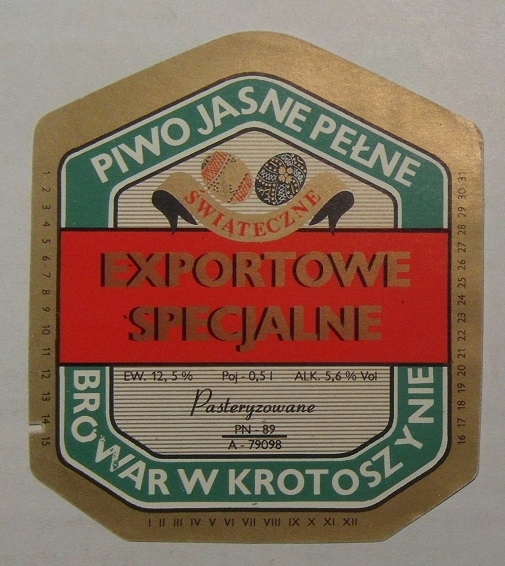 PIWO JASNE PEŁNE
ŚWIATECZNE
EXPORTOWE
SPECJALNE
EW. 12,5 % Poj - 0,5 l ALK. 5,6 % Vol
Pasteryzowane
PN - 89
A - 79098
BROWAR W KROTOSZYNIE
1 2 3 4 5 6 7 8 9 10 11 12 13 14 15
16 17 18 19 20 21 22 23 24 25 26 27 28 29 30 31
I II III IV V VI VII VIII IX X XI XII